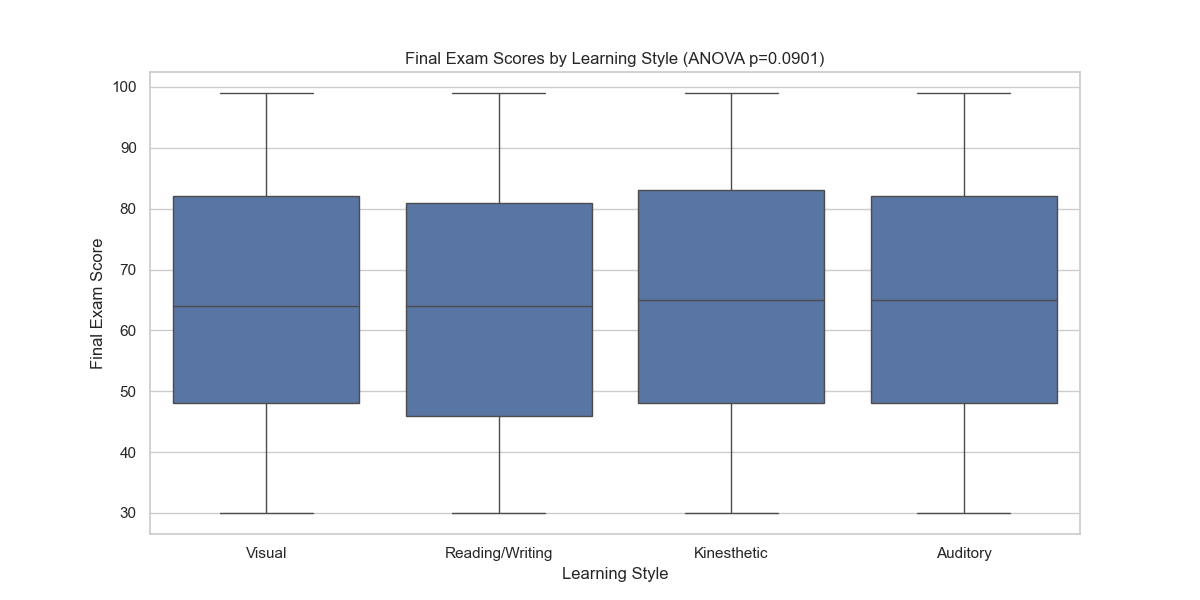 Final Exam Scores by Learning Style (ANOVA p=0.0901)
Final Exam Score
100
90
80
70
60
50
40
30
Visual
Reading/Writing
Kinesthetic
Auditory
Learning Style